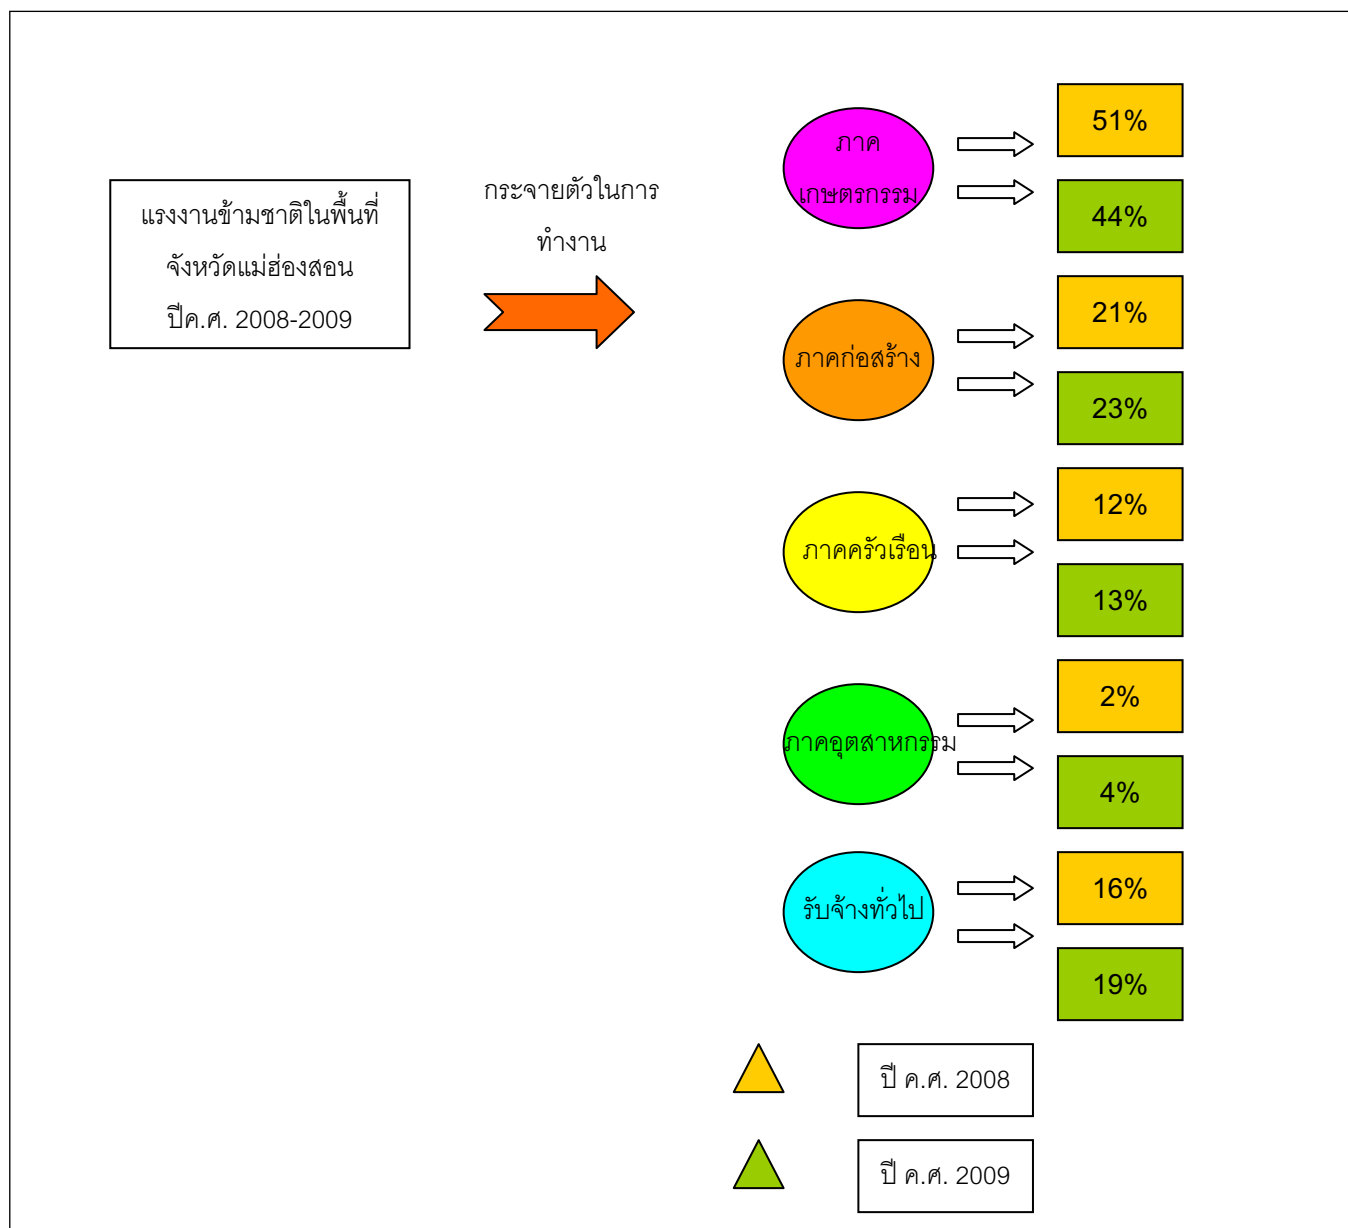 แรงงานข้ามชาติในพื้นที่
จังหวัดแม่ฮ่องสอน
ปีค.ศ. 2008-2009
กระจายตัวในการ
ทำงาน
ภาค
เกษตรกรรม
51%
44%
ภาคก่อสร้าง
21%
23%
ภาคครัวเรือน
12%
13%
ภาคอุตสาหกรรม
2%
4%
รับจ้างทั่วไป
16%
19%
ปี ค.ศ. 2008
ปี ค.ศ. 2009